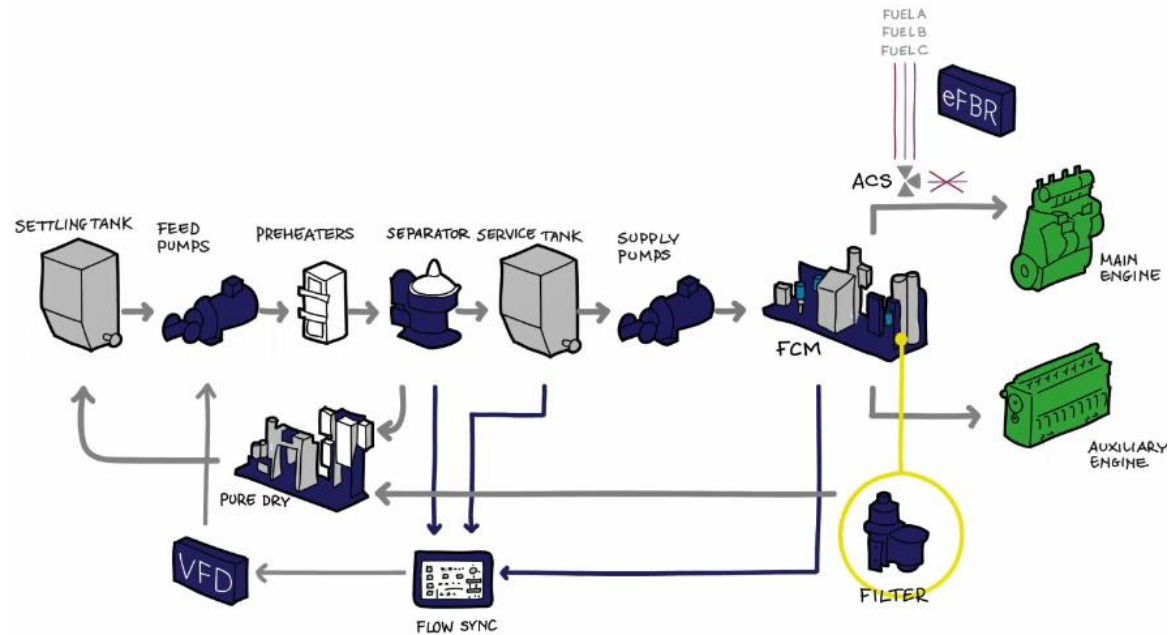 FUEL A
FUEL B
FUEL C
eFBR
ACS
SETTLING TANK
FEED
PUMPS
PREHEATERS
SEPARATOR
SERVICE TANK
SUPPLY
PUMPS
MAIN
ENGINE
FCM
AUXILIARY
ENGINE
PURE DRY
VFD
FLOW SYNC
FILTER